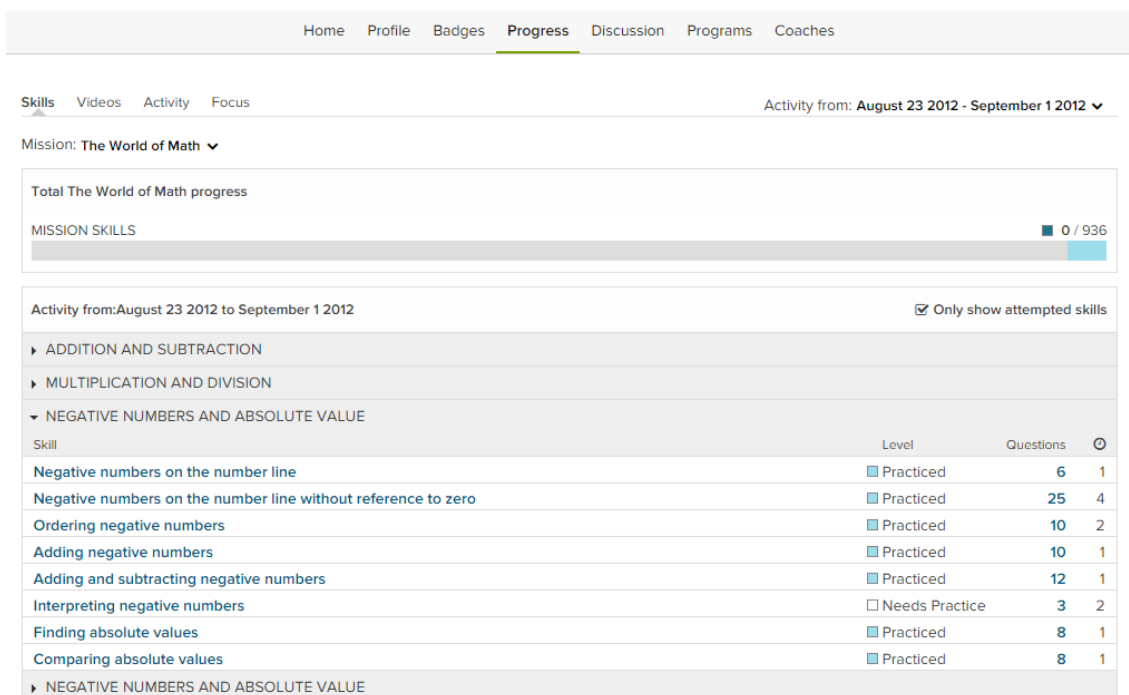 Home Profile Badges Progress Discussion Programs Coaches
Skills Videos Activity Focus
Activity from: August 23 2012 - September 1 2012
Mission: The World of Math
Total The World of Math progress
MISSION SKILLS 0 / 936
Activity from:August 23 2012 to September 1 2012 Only show attempted skills
ADDITION AND SUBTRACTION
MULTIPLICATION AND DIVISION
NEGATIVE NUMBERS AND ABSOLUTE VALUE
Skill Level Questions
Negative numbers on the number line Practiced 6 1
Negative numbers on the number line without reference to zero Practiced 25 4
Ordering negative numbers Practiced 10 2
Adding negative numbers Practiced 10 1
Adding and subtracting negative numbers Practiced 12 1
Interpreting negative numbers Needs Practice 3 2
Finding absolute values Practiced 8 1
Comparing absolute values Practiced 8 1
NEGATIVE NUMBERS AND ABSOLUTE VALUE